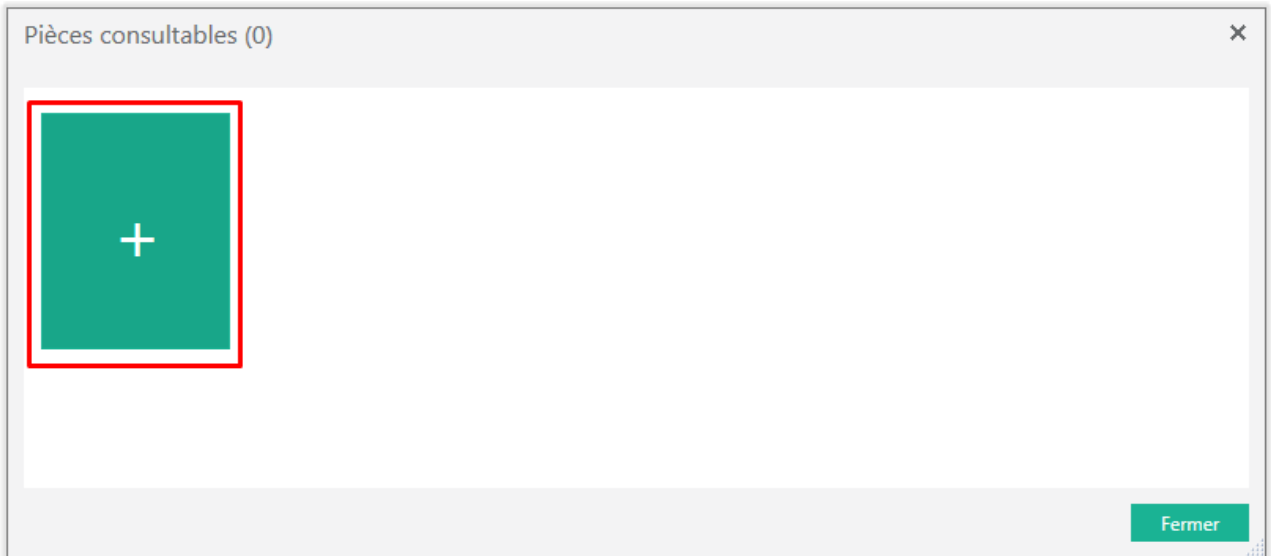 Pièces consultables (0)
+
Fermer